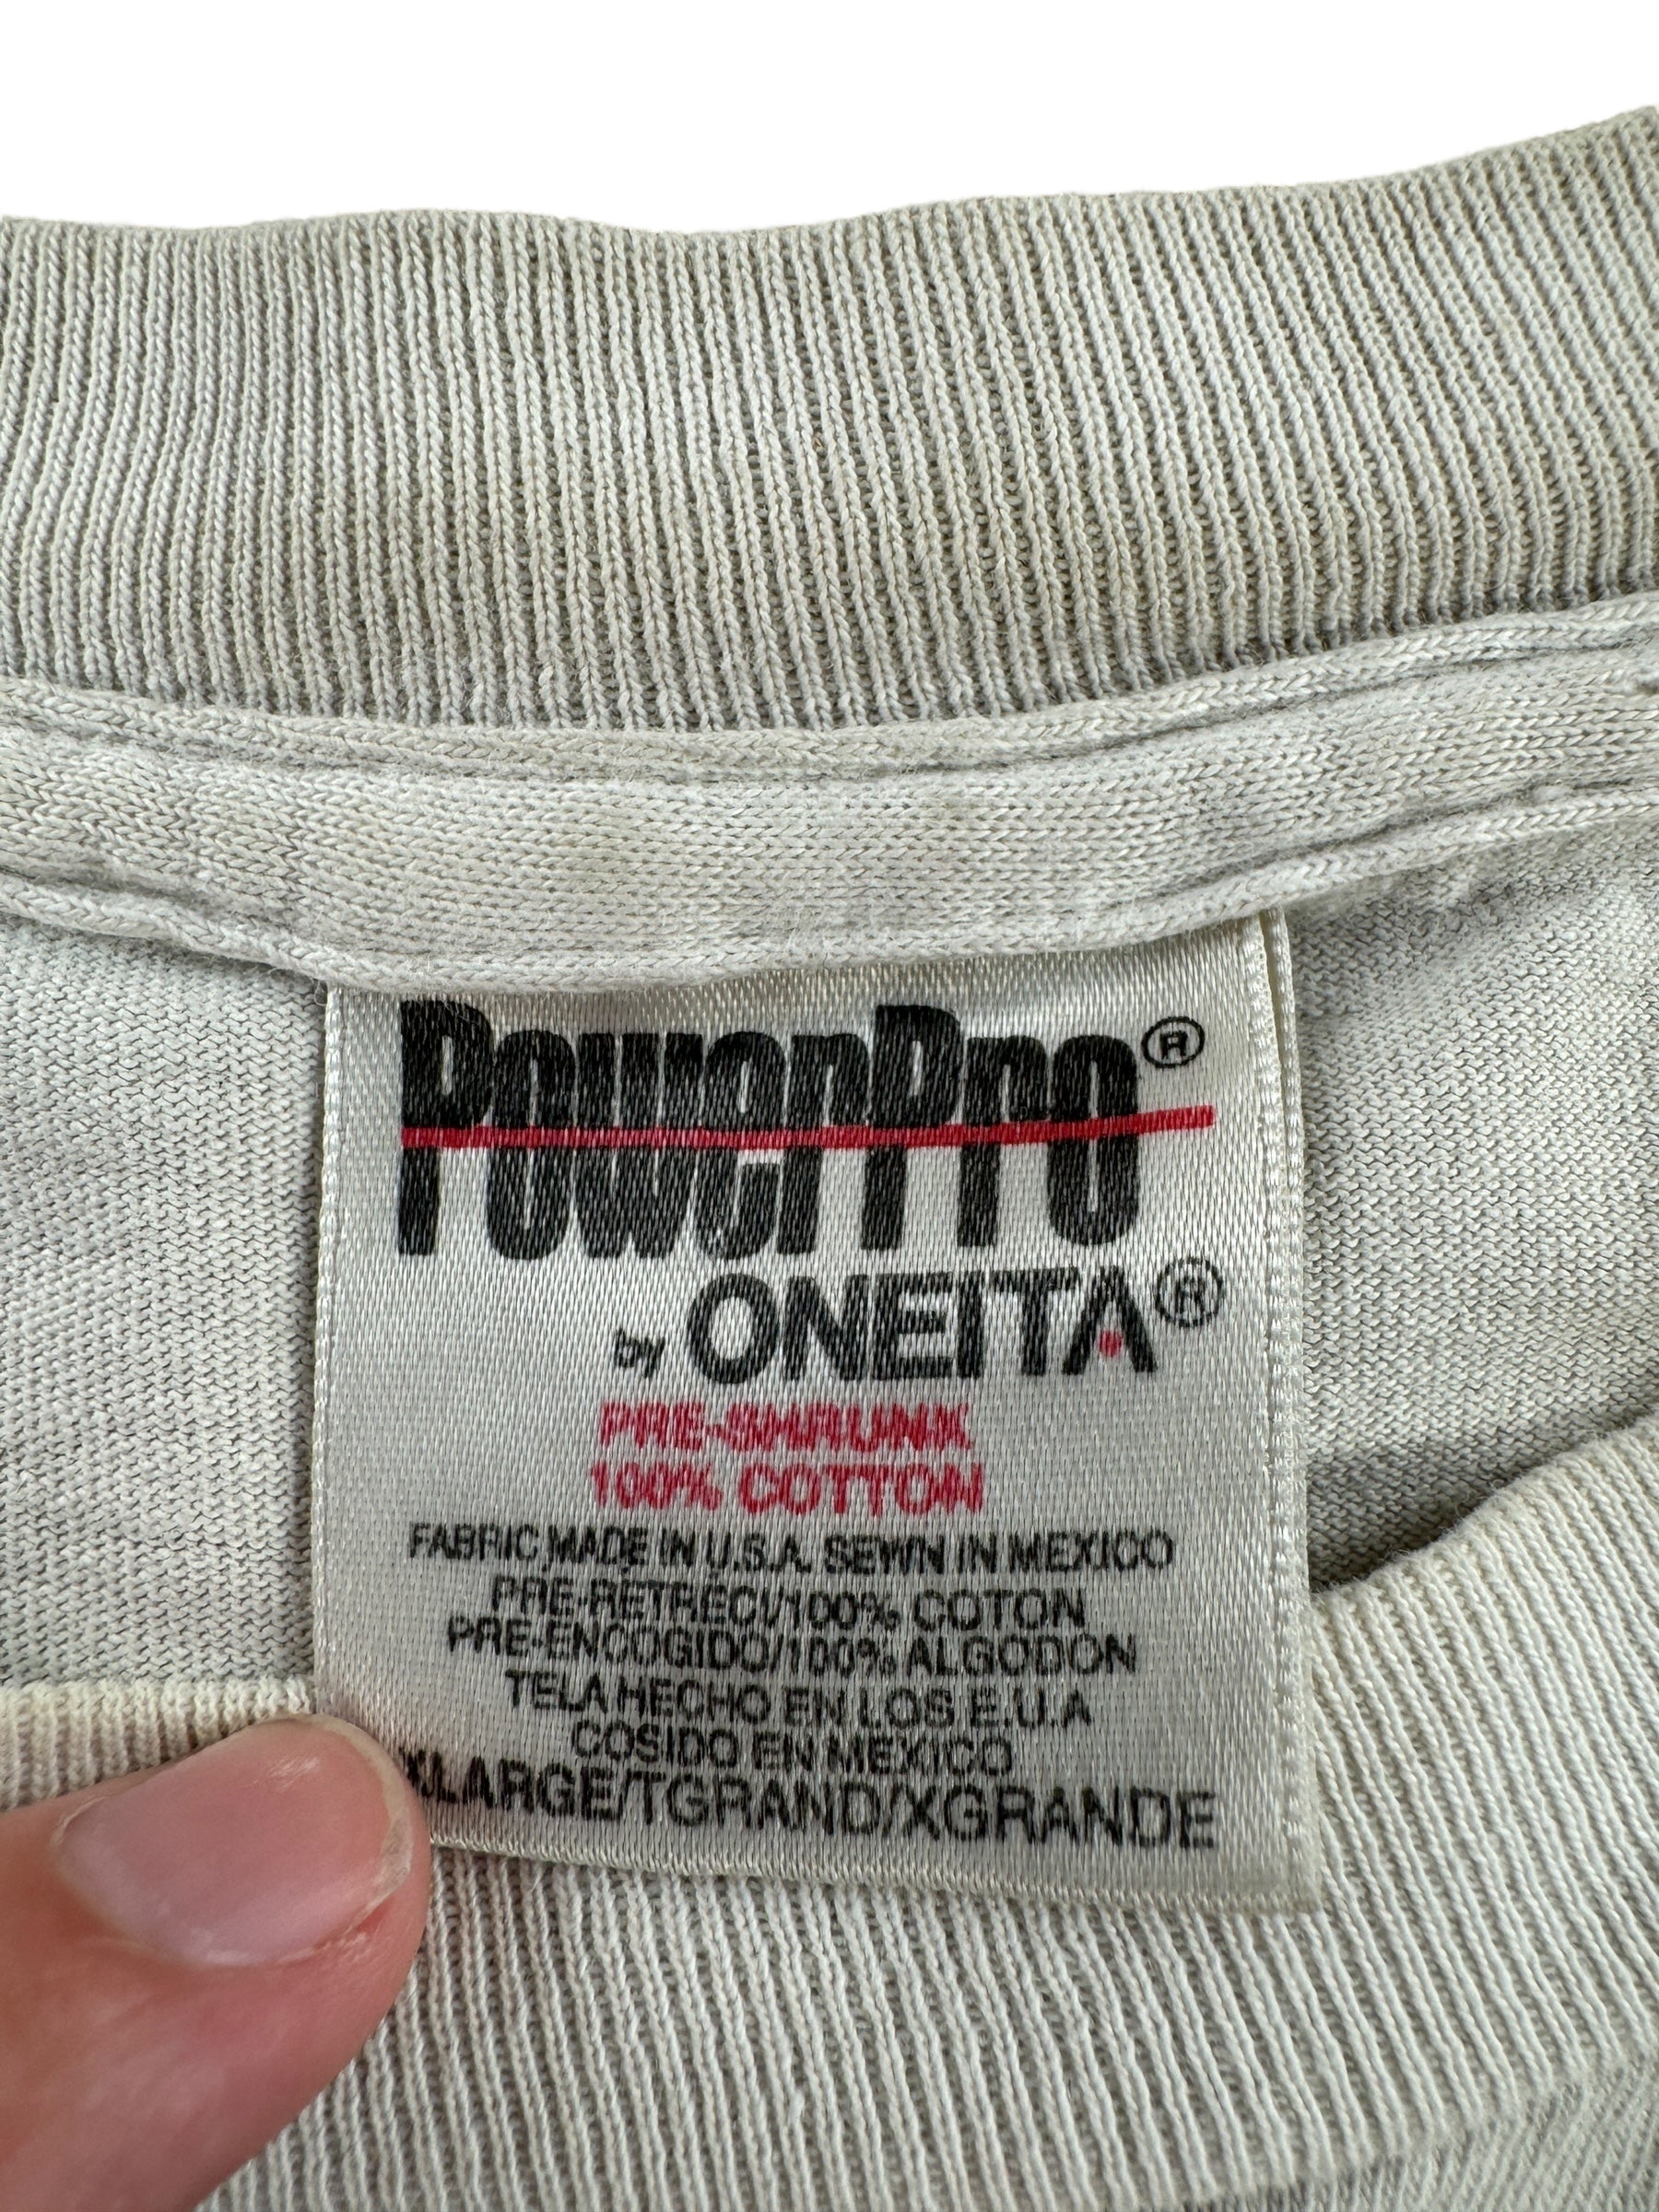 PowerPro®
by ONEITA®
PRE-SHRUNK
100% COTTON
FABRIC MADE IN U.S.A. SEWN IN MEXICO
PRE-RETRECI/100% COTON
PRE-ENCOGIDO/100% ALGODON
TELA HECHO EN LOS E.U.A
COSIDO EN MEXICO
XLARGE/TGRAND/XGRANDE